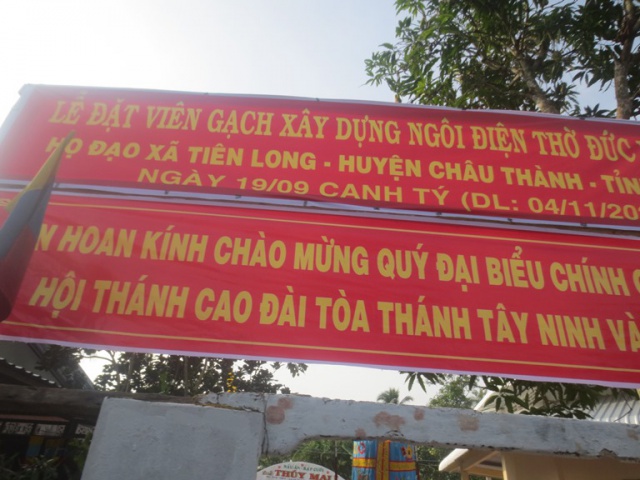 LỄ ĐẶT VIÊN GẠCH XÂY DỰNG NGÔI ĐIỆN THỜ ĐỨC
HỌ ĐẠO XÃ TIÊN LONG - HUYỆN CHÂU THÀNH - TỈN
NGÀY 19/09 CANH TÝ (DL: 04/11/20
N HOAN KÍNH CHÀO MỪNG QUÝ ĐẠI BIỂU CHÍNH
HỘI THÁNH CAO ĐÀI TÒA THÁNH TÂY NINH VÀ
THÚY MAI